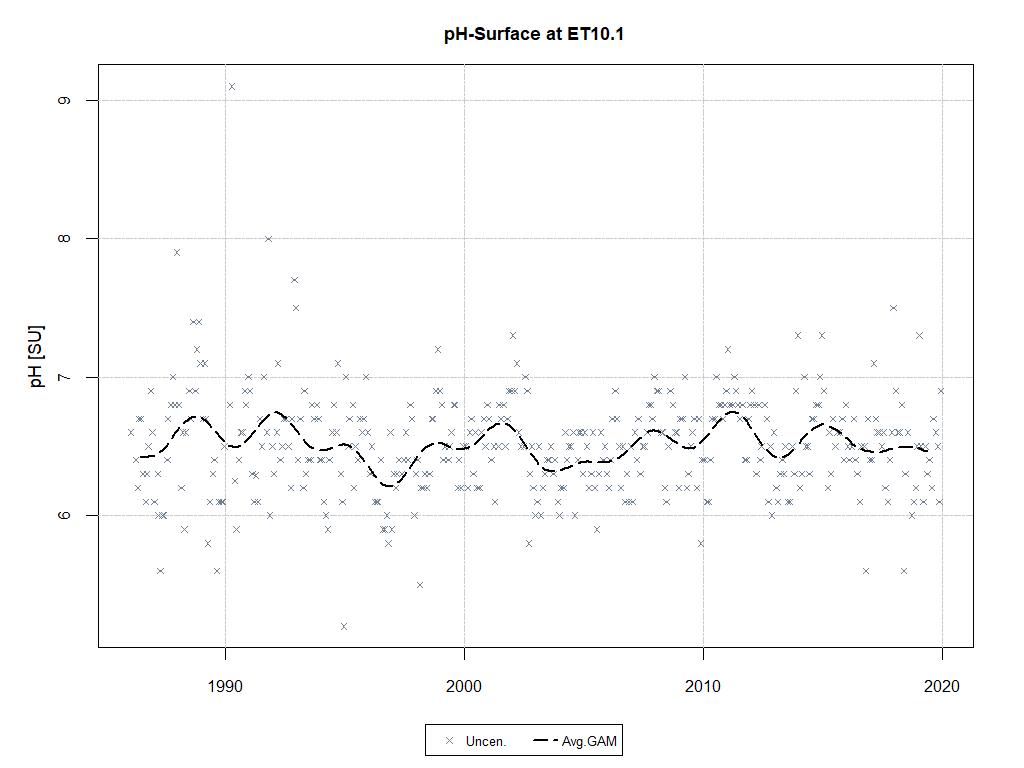 pH-Surface at ET10.1
pH [SU]
9
8
7
6
1990 2000 2010 2020
Uncen. Avg.GAM